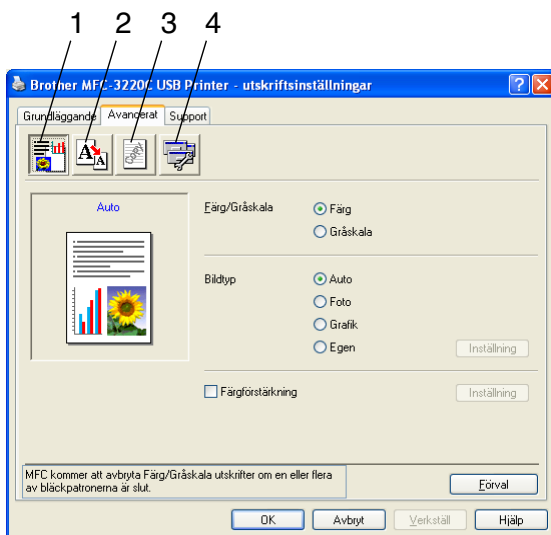 1 2 3 4
Brother MFC-3220C USB Printer - utskriftsinställningar
Grundläggande Avancerat Support
Auto
Färg/Gråskala
Färg
Gråskala
Bildtyp
Auto
Foto
Grafik
Egen
Inställning
Färgförstärkning
Inställning
MFC kommer att avbryta Färg/Gråskala utskrifter om en eller flera
av bläckpatronerna är slut.
Förval
OK Avbryt Verkställ Hjälp